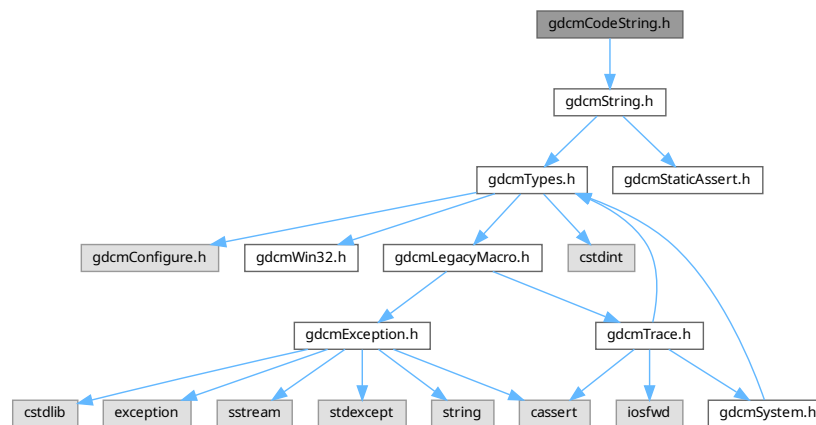 gdcmCodeString.h
gdcmString.h
gdcmTypes.h
gdcmStaticAssert.h
gdcmConfigure.h
gdcmWin32.h
gdcmLegacyMacro.h
cstdint
gdcmException.h
gdcmTrace.h
cstdlib
exception
sstream
stdexcept
string
cassert
iosfwd
gdcmSystem.h